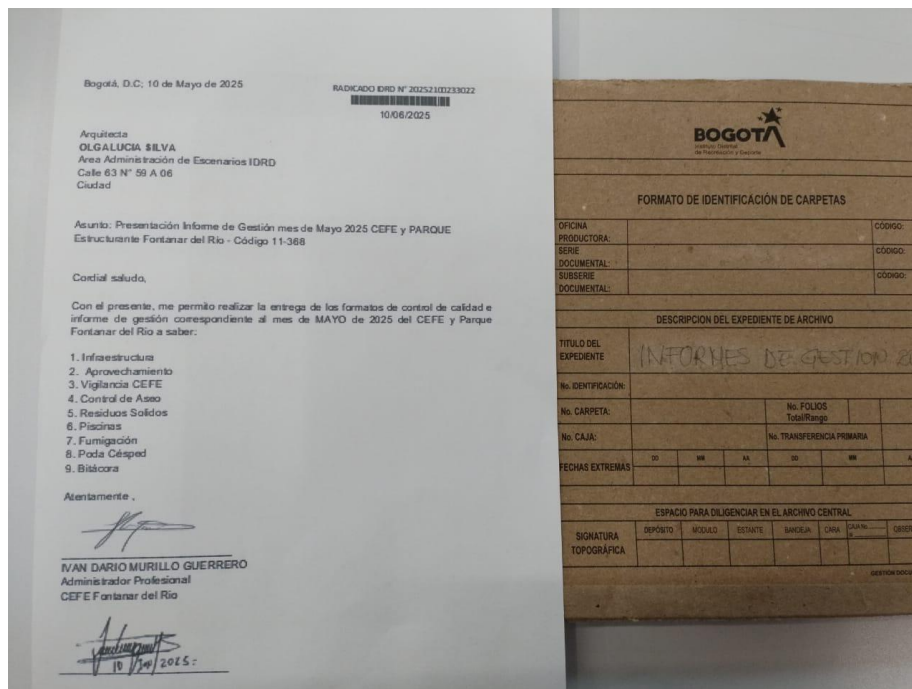 Bogotá, D.C; 10 de Mayo de 2025
RADICADO IDRD N° 20252100233022
10/06/2025
Arquitecta
OLGALUCIA SILVA
Area Administración de Escenarios IDRD
Calle 63 N° 59 A 06
Ciudad
Asunto: Presentación Informe de Gestión mes de Mayo 2025 CEFE y PARQUE
Estructurante Fontanar del Río - Código 11-368
Cordial saludo,
Con el presente, me permito realizar la entrega de los formatos de control de calidad e
informe de gestión correspondiente al mes de MAYO de 2025 del CEFE y Parque
Fontanar del Rio a saber:
1. Infraestructura
2. Aprovechamiento
3. Vigilancia CEFE
4. Control de Aseo
5. Residuos Solidos
6. Piscinas
7. Fumigación
8. Poda Césped
9. Bitácora
Atentamente ,
IVAN DARIO MURILLO GUERRERO
Administrador Profesional
CEFE Fontanar del Rio
2025
BOGOTÁ
Instituto Distrital
de Recreación y Deporte
FORMATO DE IDENTIFICACIÓN DE CARPETAS
OFICINA
PRODUCTORA:
CÓDIGO:
SERIE
DOCUMENTAL:
CÓDIGO:
SUBSERIE
DOCUMENTAL:
CÓDIGO:
DESCRIPCION DEL EXPEDIENTE DE ARCHIVO
TITULO DEL
EXPEDIENTE
INFORMES DE GESTION 20
No. IDENTIFICACIÓN:
No. CARPETA:
No. FOLIOS
Total/Rango
No. CAJA:
No. TRANSFERENCIA PRIMARIA
FECHAS EXTREMAS
DD MM AA DD MM
ESPACIO PARA DILIGENCIAR EN EL ARCHIVO CENTRAL
SIGNATURA
TOPOGRÁFICA
DEPÓSITO MODULO ESTANTE BANDEJA CARA